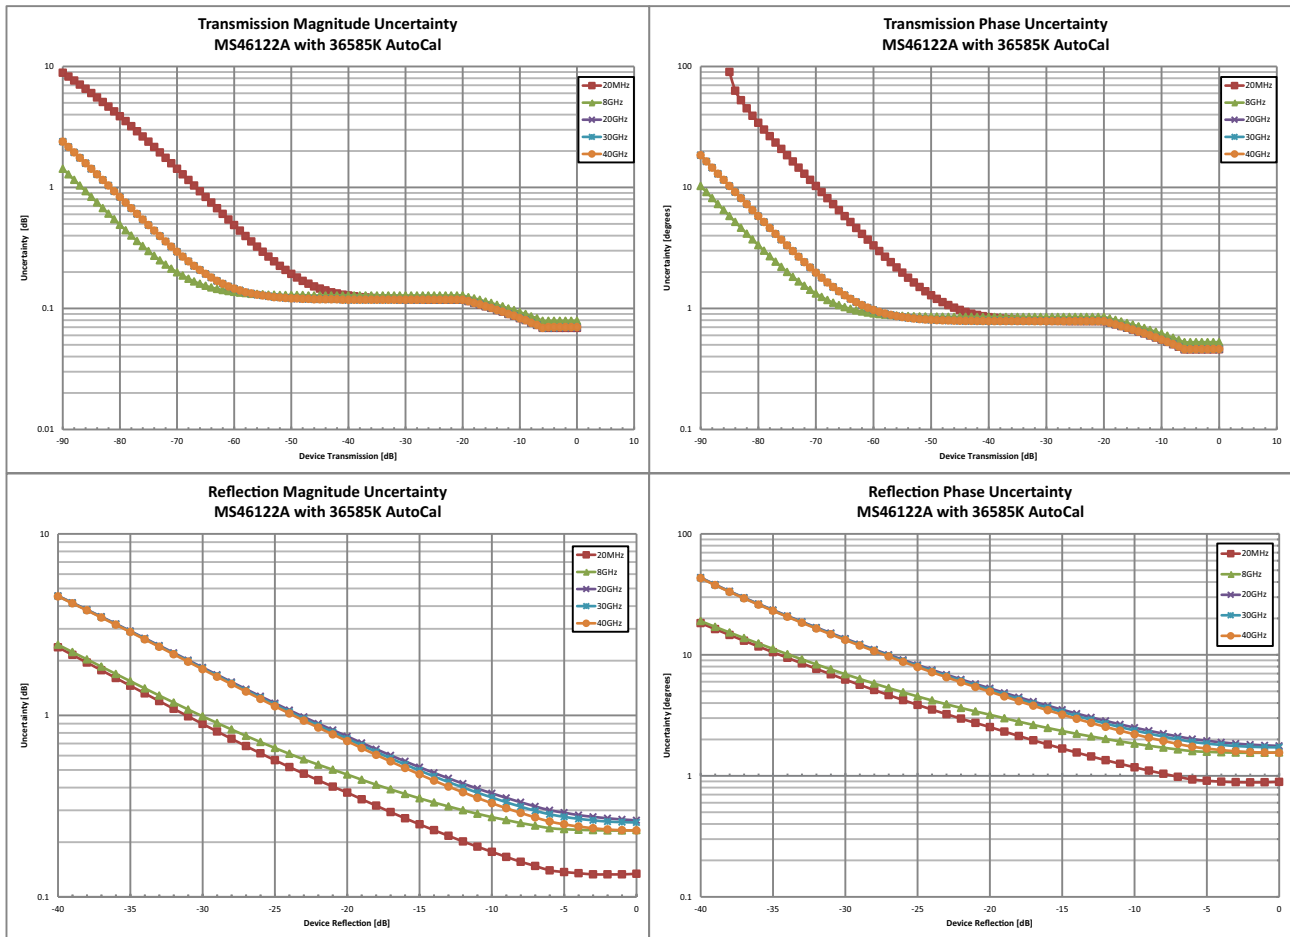 Transmission Magnitude Uncertainty
MS46122A with 36585K AutoCal
10
1
0.1
0.01
Uncertainty [dB]
-90 -80 -70 -60 -50 -40 -30 -20 -10 0 10
Device Transmission [dB]
20MHz
8GHz
20GHz
30GHz
40GHz
Transmission Phase Uncertainty
MS46122A with 36585K AutoCal
100
10
1
0.1
Uncertainty [degrees]
-90 -80 -70 -60 -50 -40 -30 -20 -10 0 10
Device Transmission [dB]
20MHz
8GHz
20GHz
30GHz
40GHz
Reflection Magnitude Uncertainty
MS46122A with 36585K AutoCal
10
1
0.1
Uncertainty [dB]
-40 -35 -30 -25 -20 -15 -10 -5 0
Device Reflection [dB]
20MHz
8GHz
20GHz
30GHz
40GHz
Reflection Phase Uncertainty
MS46122A with 36585K AutoCal
100
10
1
0.1
Uncertainty [degrees]
-40 -35 -30 -25 -20 -15 -10 -5 0
Device Reflection [dB]
20MHz
8GHz
20GHz
30GHz
40GHz